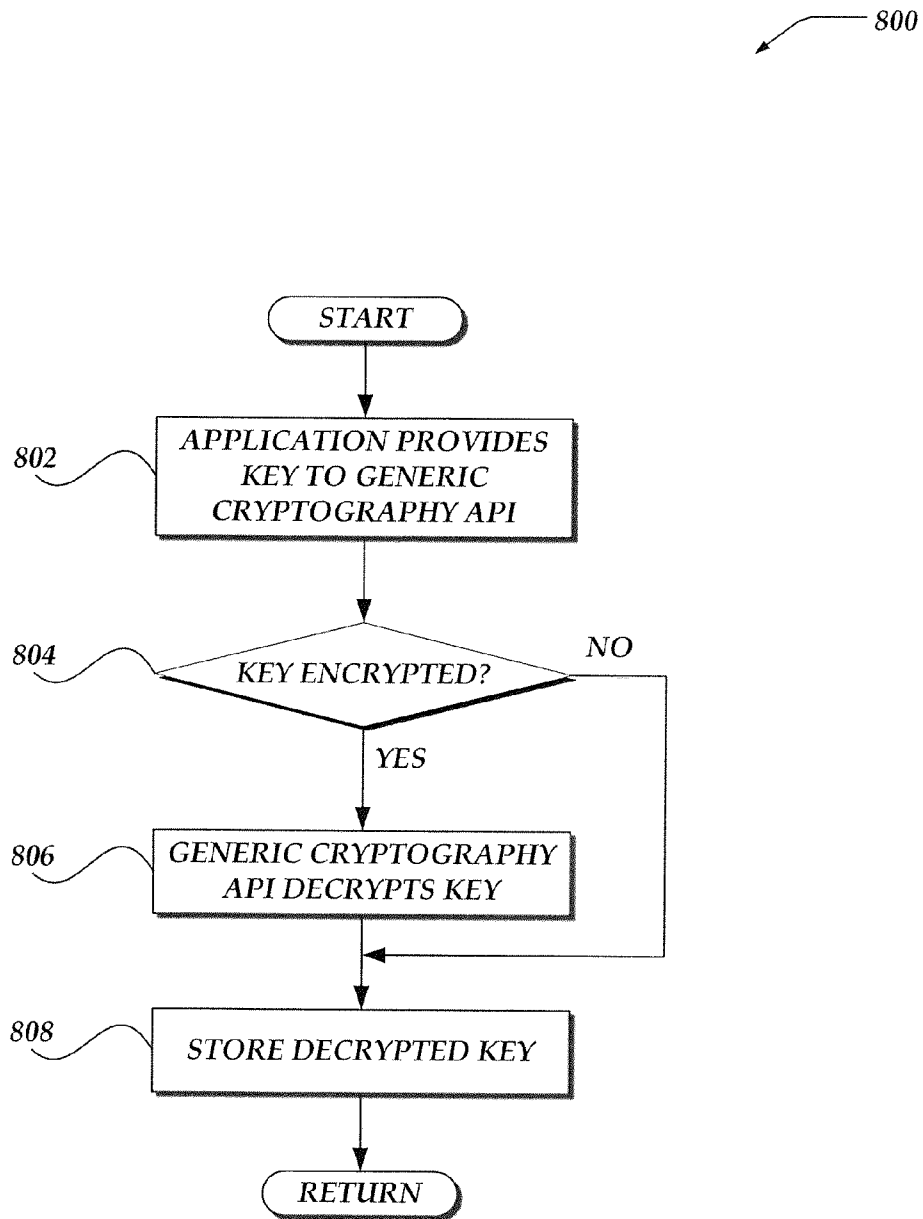 800
START
802
APPLICATION PROVIDES
KEY TO GENERIC
CRYPTOGRAPHY API
804
KEY ENCRYPTED?
NO
YES
806
GENERIC CRYPTOGRAPHY
API DECRYPTS KEY
808
STORE DECRYPTED KEY
RETURN